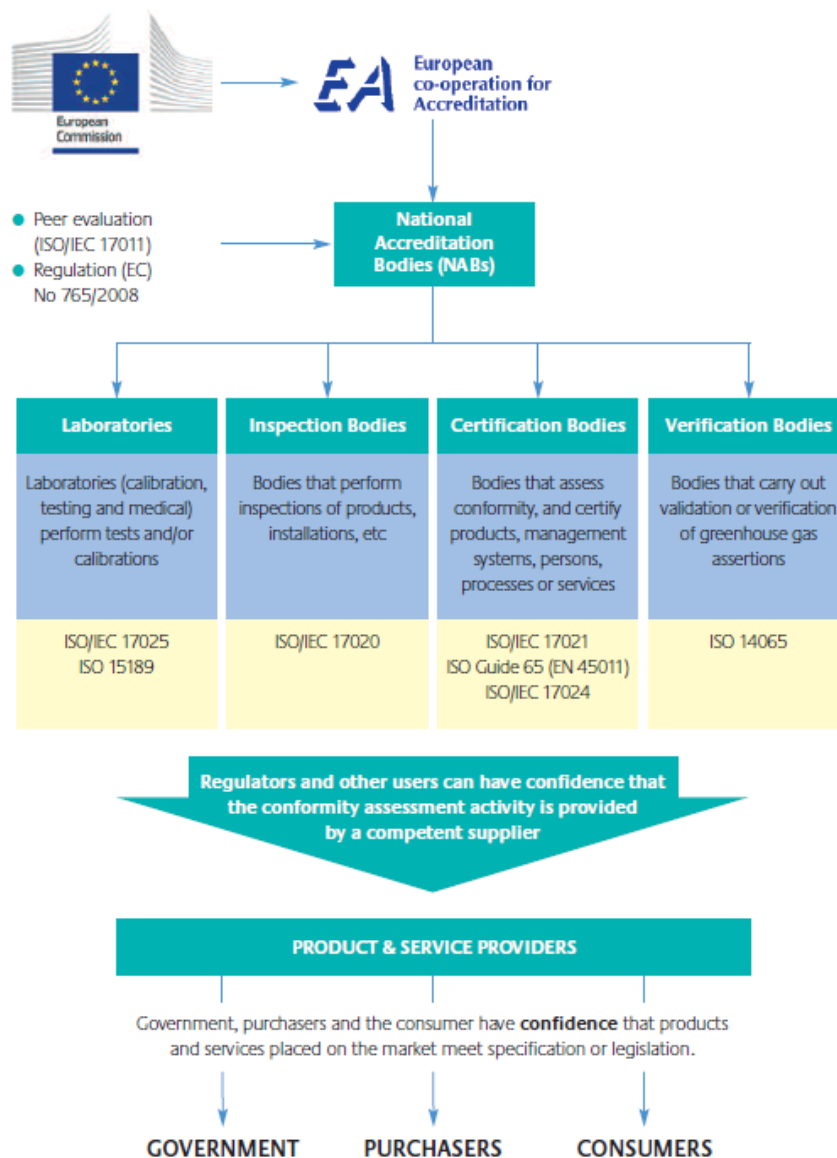 European
Commission
EA
European
co-operation for
Accreditation
● Peer evaluation
(ISO/IEC 17011)
● Regulation (EC)
No 765/2008
National
Accreditation
Bodies (NABs)
Laboratories
Laboratories (calibration,
testing and medical)
perform tests and/or
calibrations
ISO/IEC 17025
ISO 15189
Inspection Bodies
Bodies that perform
inspections of products,
installations, etc
ISO/IEC 17020
Certification Bodies
Bodies that assess
conformity, and certify
products, management
systems, persons,
processes or services
ISO/IEC 17021
ISO Guide 65 (EN 45011)
ISO/IEC 17024
Verification Bodies
Bodies that carry out
validation or verification
of greenhouse gas
assertions
ISO 14065
Regulators and other users can have confidence that
the conformity assessment activity is provided
by a competent supplier
PRODUCT & SERVICE PROVIDERS
Government, purchasers and the consumer have confidence that products
and services placed on the market meet specification or legislation.
GOVERNMENT
PURCHASERS
CONSUMERS